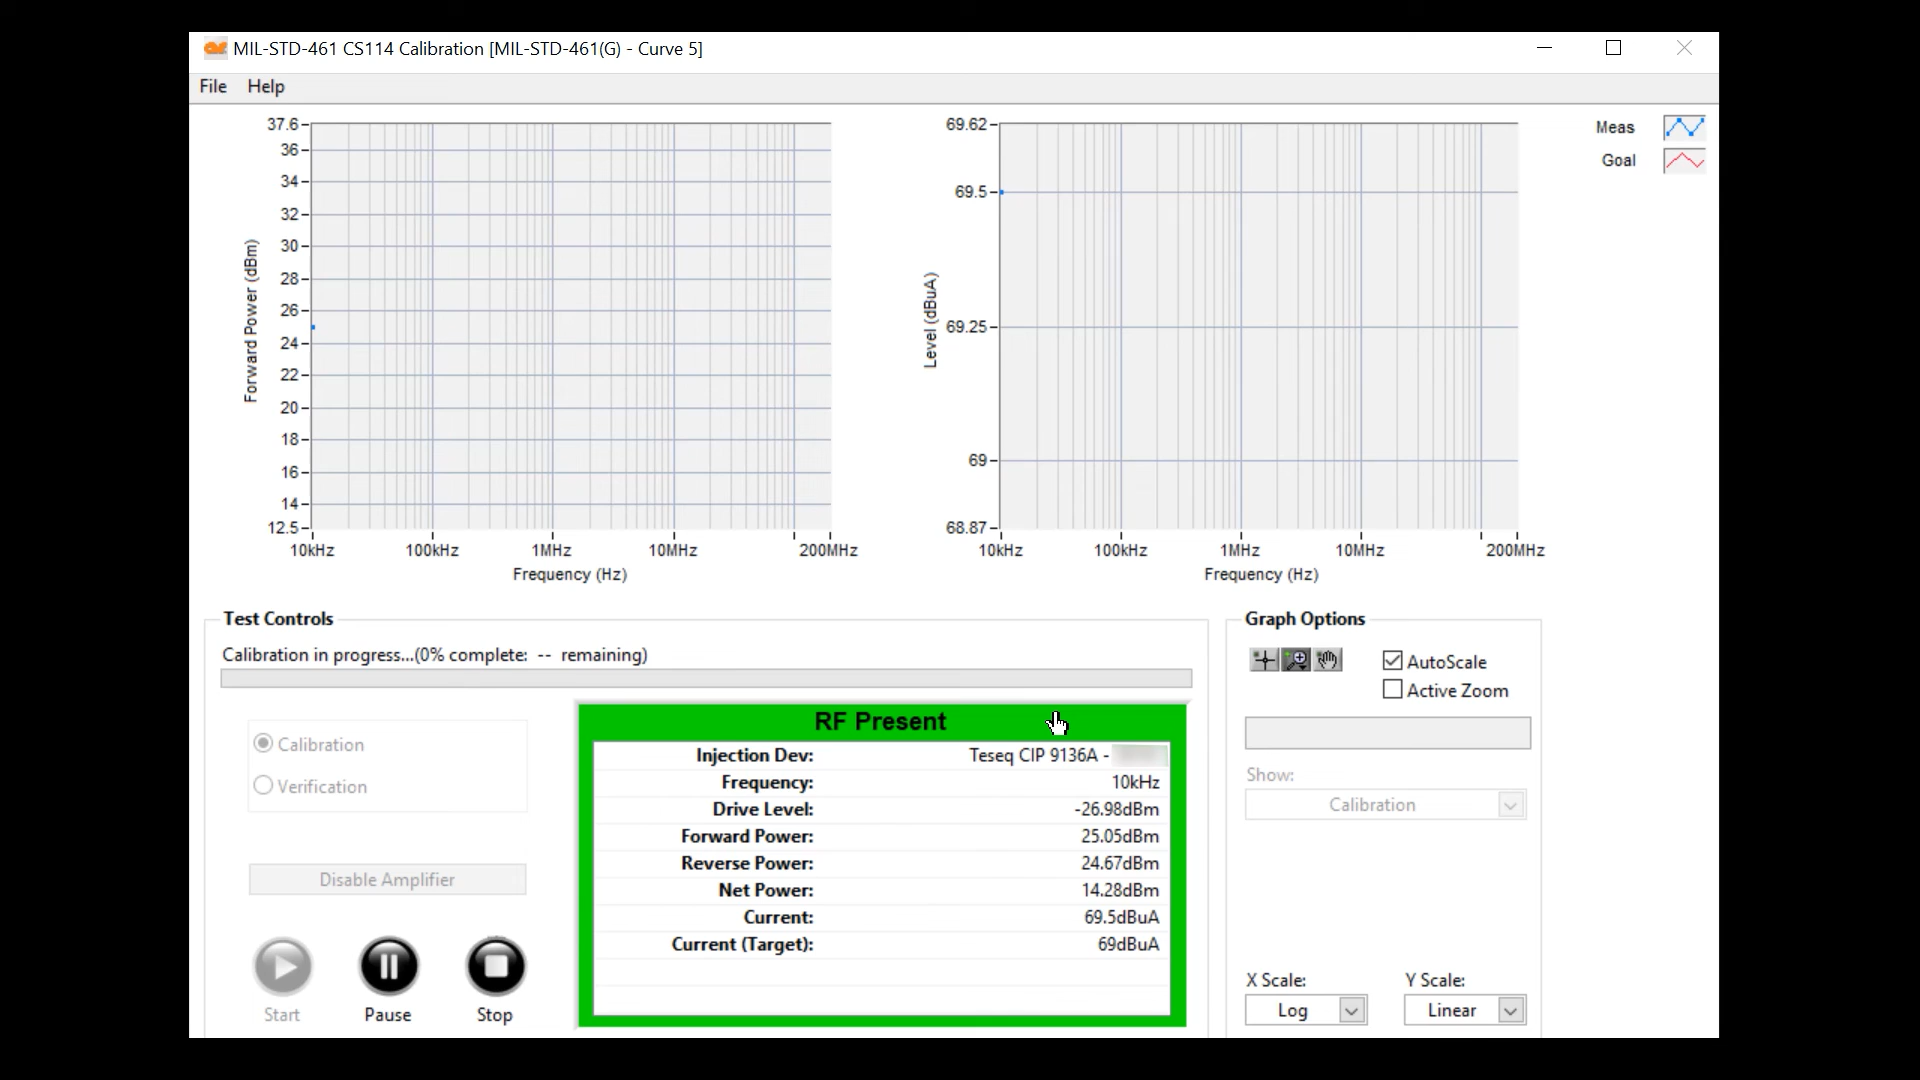 MIL-STD-461 CS114 Calibration [MIL-STD-461(G) - Curve 5]
File Help
37.6
36
34
32
30
28
26
24
22
20
18
16
14
12.5
Forward Power (dBm)
10kHz 100kHz 1MHz 10MHz 200MHz
Frequency (Hz)
69.62
69.5
69.25
69
68.87
Level (dBuA)
10kHz 100kHz 1MHz 10MHz 200MHz
Frequency (Hz)
Meas
Goal
Test Controls
Calibration in progress...(0% complete: -- remaining)
Calibration
Verification
Disable Amplifier
Start Pause Stop
RF Present
Injection Dev: Teseq CIP 9136A -
Frequency: 10kHz
Drive Level: -26.98dBm
Forward Power: 25.05dBm
Reverse Power: 24.67dBm
Net Power: 14.28dBm
Current: 69.5dBuA
Current (Target): 69dBuA
Graph Options
AutoScale
Active Zoom
Show:
Calibration
X Scale: Y Scale:
Log Linear